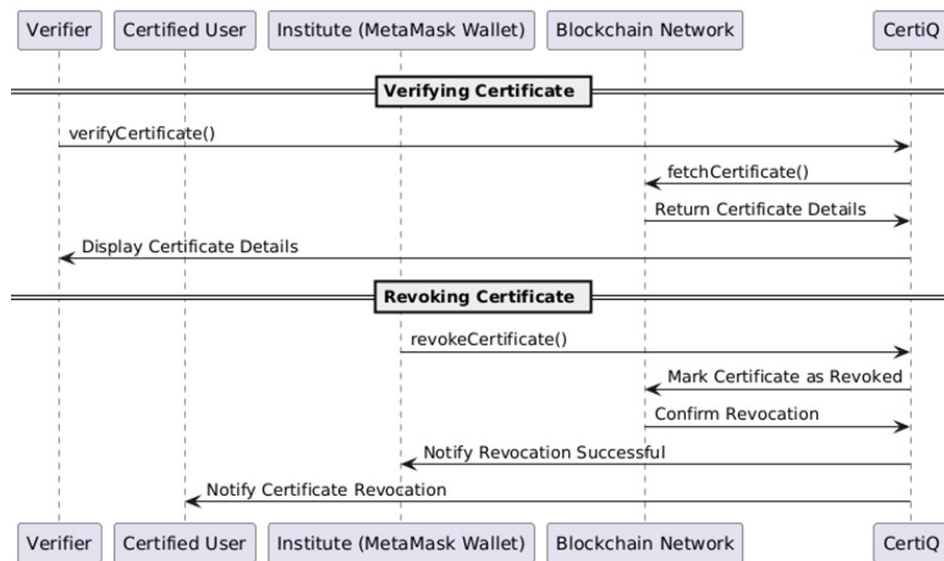 Verifier
Certified User
Institute (MetaMask Wallet)
Blockchain Network
CertiQ
Verifying Certificate
verifyCertificate()
fetchCertificate()
Return Certificate Details
Display Certificate Details
Revoking Certificate
revokeCertificate()
Mark Certificate as Revoked
Confirm Revocation
Notify Revocation Successful
Notify Certificate Revocation
Verifier
Certified User
Institute (MetaMask Wallet)
Blockchain Network
CertiQ